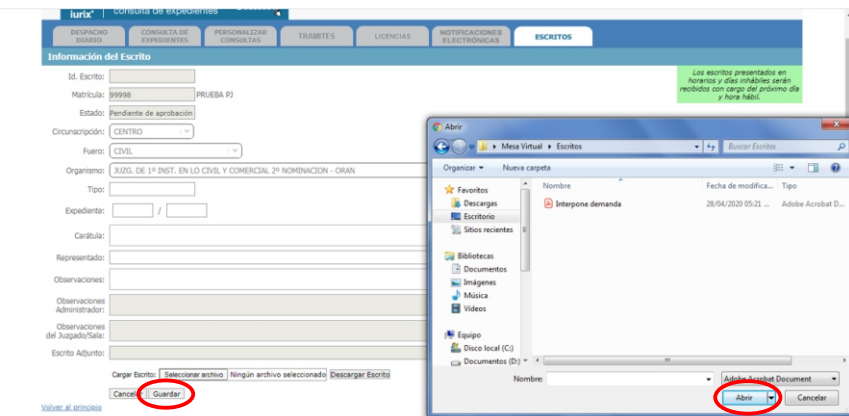 iurix® consulta de expedientes
DESPACHO DIARIO
CONSULTA DE EXPEDIENTES
PERSONALIZAR CONSULTAS
TRAMITES
LICENCIAS
NOTIFICACIONES ELECTRÓNICAS
ESCRITOS
Información del Escrito
Los escritos presentados en
horarios y días inhábiles serán
recibidos con cargo del próximo día
y hora hábil.
Id. Escrito:
Matrícula: 99998 PRUEBA PJ
Estado: Pendiente de aprobación
Circunscripción: CENTRO
Fuero: CIVIL
Organismo: JUZG. DE 1º INST. EN LO CIVIL Y COMERCIAL 2º NOMINACION - ORAN
Tipo:
Expediente: /
Carátula:
Representado:
Observaciones:
Observaciones
Administrador:
Observaciones
del Juzgado/Sala:
Escrito Adjunto:
Cargar Escrito: Seleccionar archivo Ningún archivo seleccionado Descargar Escrito
Cancelar Guardar
Volver al principio
Abrir
Mesa Virtual Escritos Buscar Escritos
Organizar Nueva carpeta
Favoritos
Descargas
Escritorio
Sitios recientes
Bibliotecas
Documentos
Imágenes
Música
Vídeos
Equipo
Disco local (C:)
Documentos (D:)
Nombre Fecha de modifica... Tipo
Interpone demanda 28/04/2020 05:21 ... Adobe Acrobat D...
Nombre: Adobe Acrobat Document
Abrir Cancelar